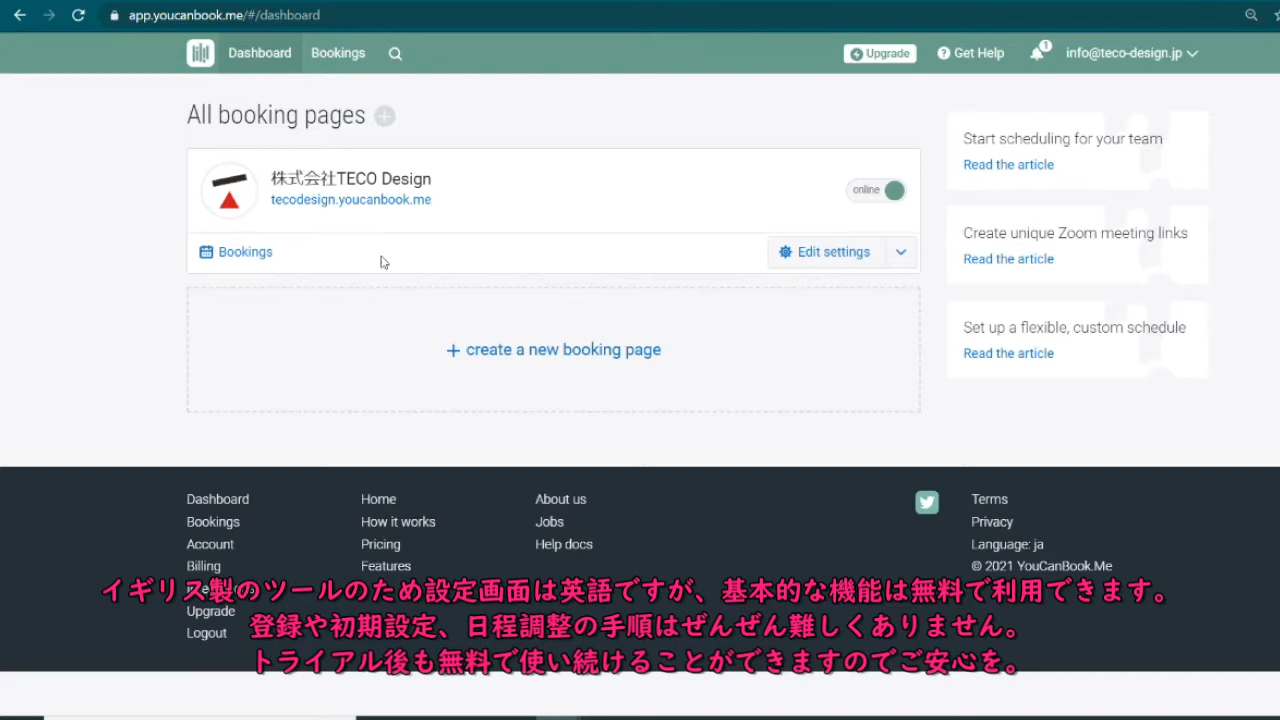 app.youcanbook.me/#/dashboard
Dashboard
Bookings
Upgrade
Get Help
1
info@teco-design.jp
All booking pages
株式会社TECO Design
tecodesign.youcanbook.me
online
Bookings
Edit settings
+ create a new booking page
Start scheduling for your team
Read the article
Create unique Zoom meeting links
Read the article
Set up a flexible, custom schedule
Read the article
Dashboard
Bookings
Account
Billing
Upgrade
Logout
Home
How it works
Pricing
Features
About us
Jobs
Help docs
Terms
Privacy
Language: ja
© 2021 YouCanBook.Me
イギリス製のツールのため設定画面は英語ですが、基本的な機能は無料で利用できます。
登録や初期設定、日程調整の手順はぜんぜん難しくありません。
トライアル後も無料で使い続けることができますのでご安心を。